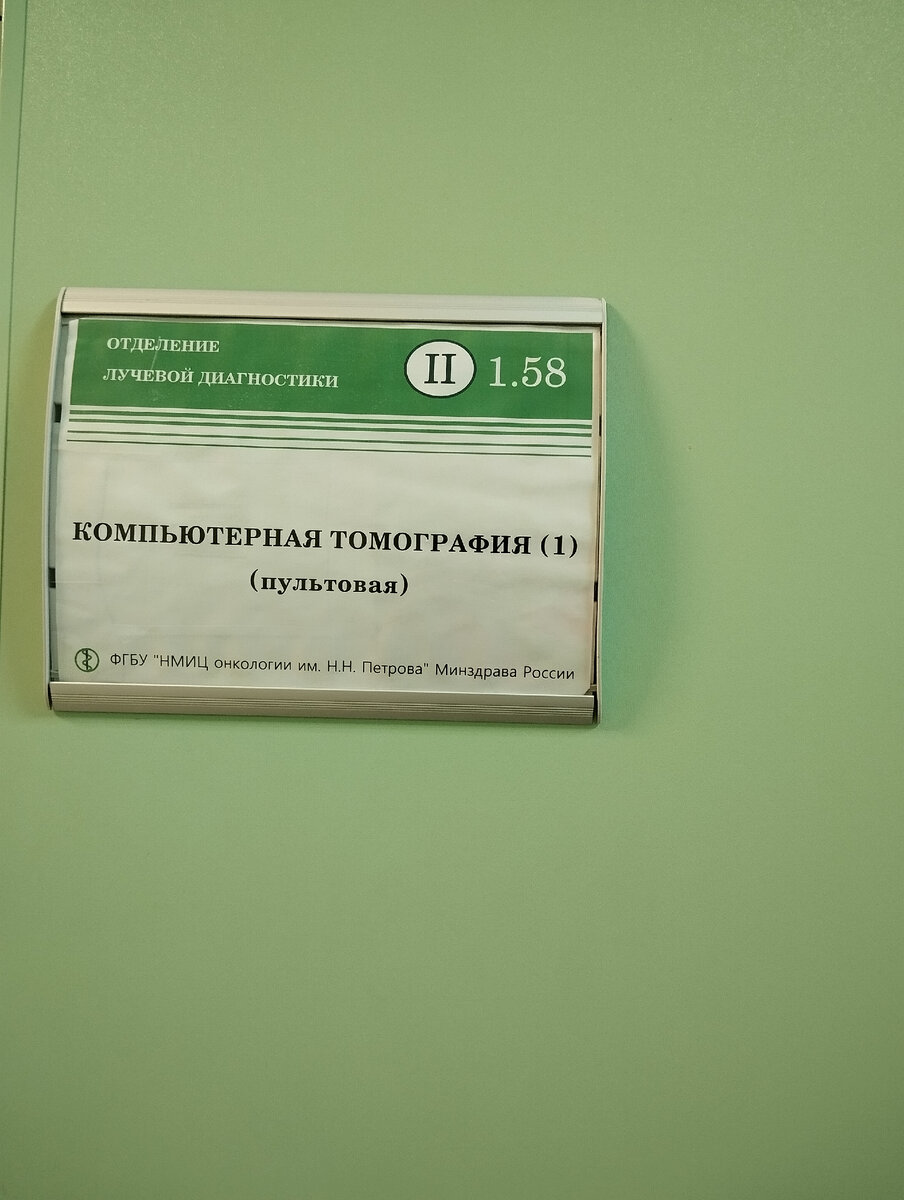 ОТДЕЛЕНИЕ
ЛУЧЕВОЙ ДИАГНОСТИКИ
II 1.58
КОМПЬЮТЕРНАЯ ТОМОГРАФИЯ (1)
(пультовая)
ФГБУ "НМИЦ онкологии им. Н.Н. Петрова" Минздрава России